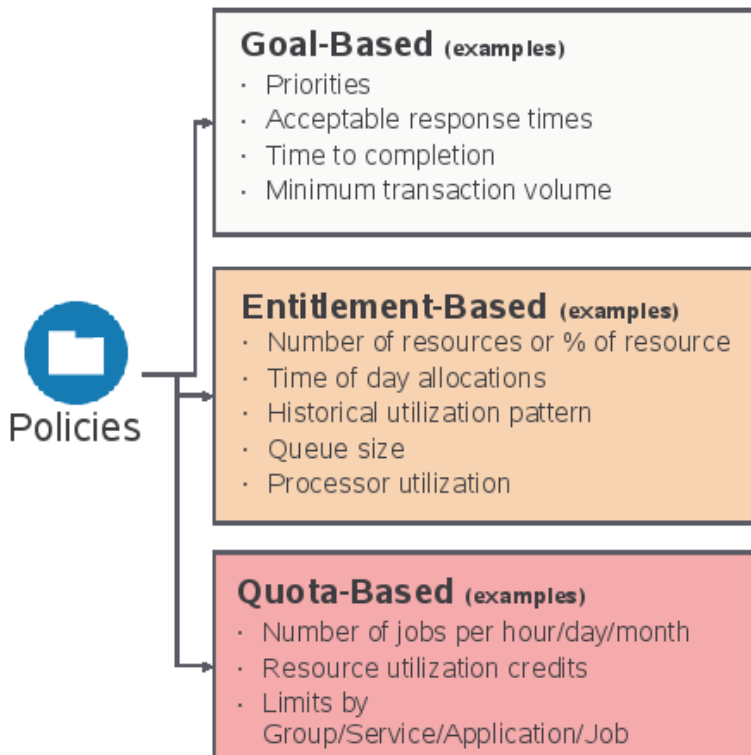 Goal-Based (examples)
· Priorities
· Acceptable response times
· Time to completion
· Minimum transaction volume
Policies
Entitlement-Based (examples)
· Number of resources or % of resource
· Time of day allocations
· Historical utilization pattern
· Queue size
· Processor utilization
Quota-Based (examples)
· Number of jobs per hour/day/month
· Resource utilization credits
· Limits by
Group/Service/Application/Job